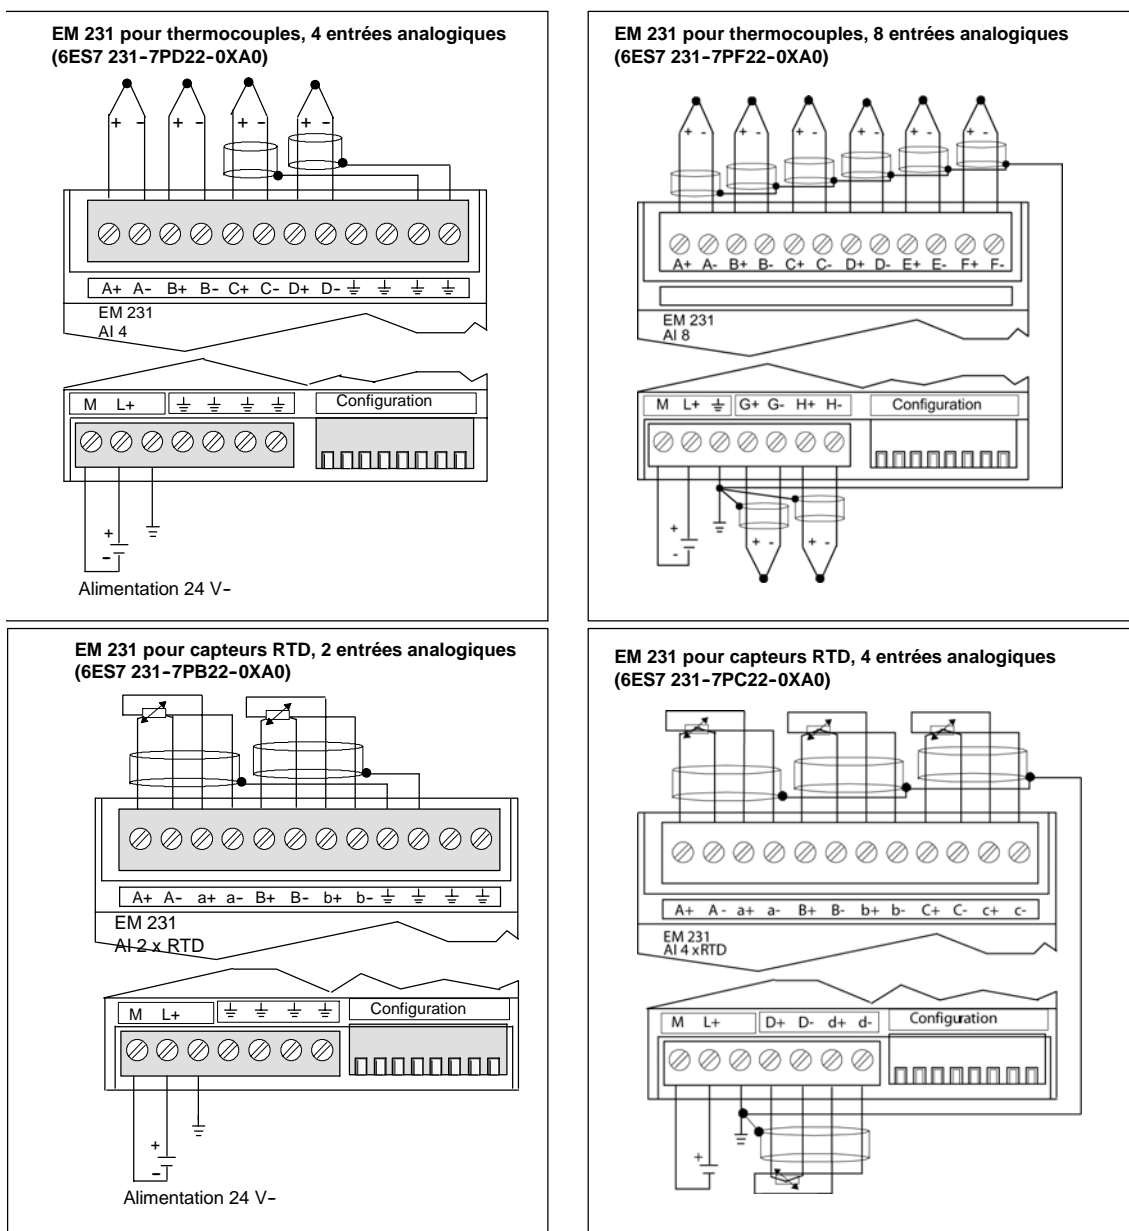 EM 231 pour thermocouples, 4 entrées analogiques
(6ES7 231-7PD22-0XA0)
+ - + - + - + -
A+ A- B+ B- C+ C- D+ D- ⏚ ⏚ ⏚ ⏚
EM 231
AI 4
M L+ ⏚ ⏚ ⏚ ⏚ Configuration
+
-
Alimentation 24 V-
EM 231 pour thermocouples, 8 entrées analogiques
(6ES7 231-7PF22-0XA0)
+ - + - + - + - + - + -
A+ A- B+ B- C+ C- D+ D- E+ E- F+ F-
EM 231
AI 8
M L+ ⏚ G+ G- H+ H- Configuration
+
-
+ - + -
EM 231 pour capteurs RTD, 2 entrées analogiques
(6ES7 231-7PB22-0XA0)
A+ A- a+ a- B+ B- b+ b- ⏚ ⏚ ⏚ ⏚
EM 231
AI 2 x RTD
M L+ ⏚ ⏚ ⏚ ⏚ Configuration
+
-
Alimentation 24 V-
EM 231 pour capteurs RTD, 4 entrées analogiques
(6ES7 231-7PC22-0XA0)
A+ A- a+ a- B+ B- b+ b- C+ C- c+ c-
EM 231
AI 4 xRTD
M L+ D+ D- d+ d- Configuration
+